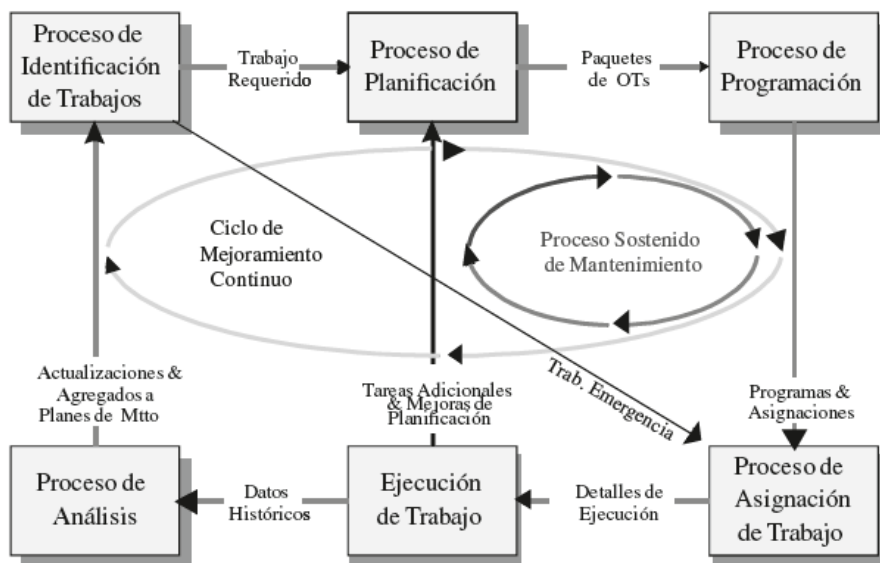 Proceso de
Identificación
de Trabajos
Trabajo
Requerido
Proceso de
Planificación
Paquetes
de OTs
Proceso de
Programación
Ciclo de
Mejoramiento
Continuo
Proceso Sostenido
de Mantenimiento
Trab. Emergencia
Actualizaciones &
Agregados a
Planes de Mtto
Tareas Adicionales
& Mejoras de
Planificación
Programas &
Asignaciones
Proceso de
Análisis
Datos
Históricos
Ejecución
de Trabajo
Detalles de
Ejecución
Proceso de
Asignación
de Trabajo